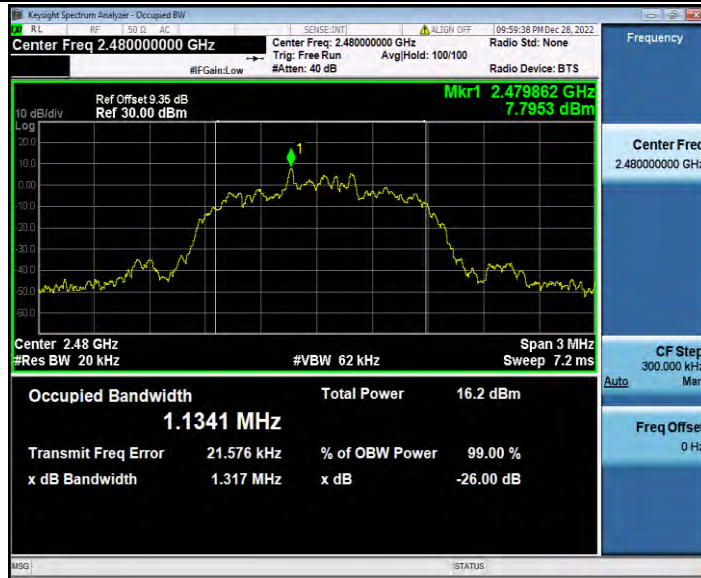 Keysight Spectrum Analyzer - Occupied BW
RL RF 50 Ω AC SENSE:INT ALIGN OFF 09:59:38 PM Dec 28, 2022
Center Freq 2.480000000 GHz Center Freq: 2.480000000 GHz Radio Std: None
Trig: Free Run Avg|Hold: 100/100
#IFGain:Low #Atten: 40 dB Radio Device: BTS
Frequency
Mkr1 2.479862 GHz
7.7953 dBm
Ref Offset 9.35 dB
10 dB/div Ref 30.00 dBm
Log
1
20.0
10.0
0.00
-10.0
-20.0
-30.0
-40.0
-50.0
-60.0
Center Freq
2.480000000 GHz
Center 2.48 GHz Span 3 MHz
#Res BW 20 kHz #VBW 62 kHz Sweep 7.2 ms
CF Step
300.000 kHz
Auto Man
Occupied Bandwidth Total Power 16.2 dBm
1.1341 MHz
Transmit Freq Error 21.576 kHz % of OBW Power 99.00 %
x dB Bandwidth 1.317 MHz x dB -26.00 dB
Freq Offset
0 Hz
MSG STATUS